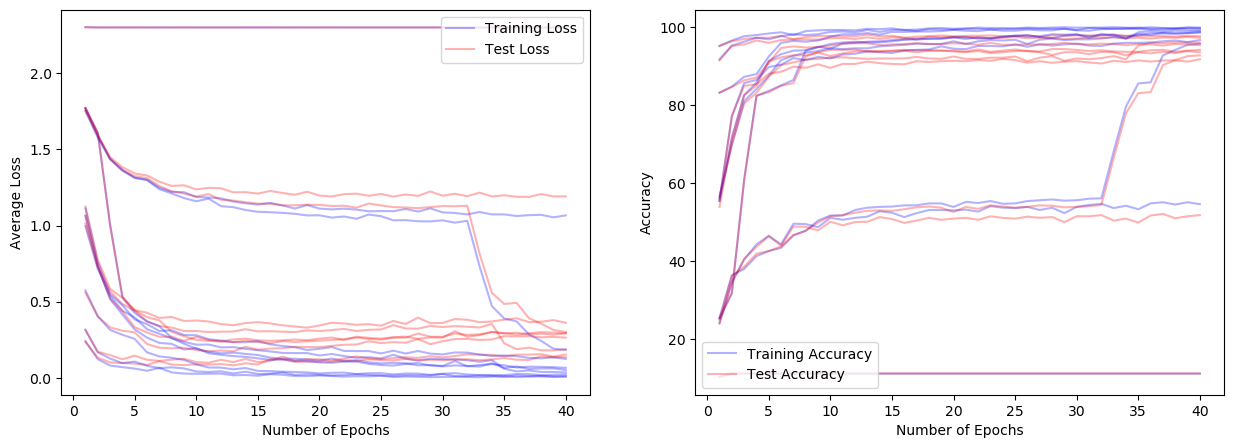 Training Loss
Test Loss
2.0
1.5
1.0
0.5
0.0
Average Loss
0 5 10 15 20 25 30 35 40
Number of Epochs
100
80
60
40
20
Accuracy
Training Accuracy
Test Accuracy
0 5 10 15 20 25 30 35 40
Number of Epochs